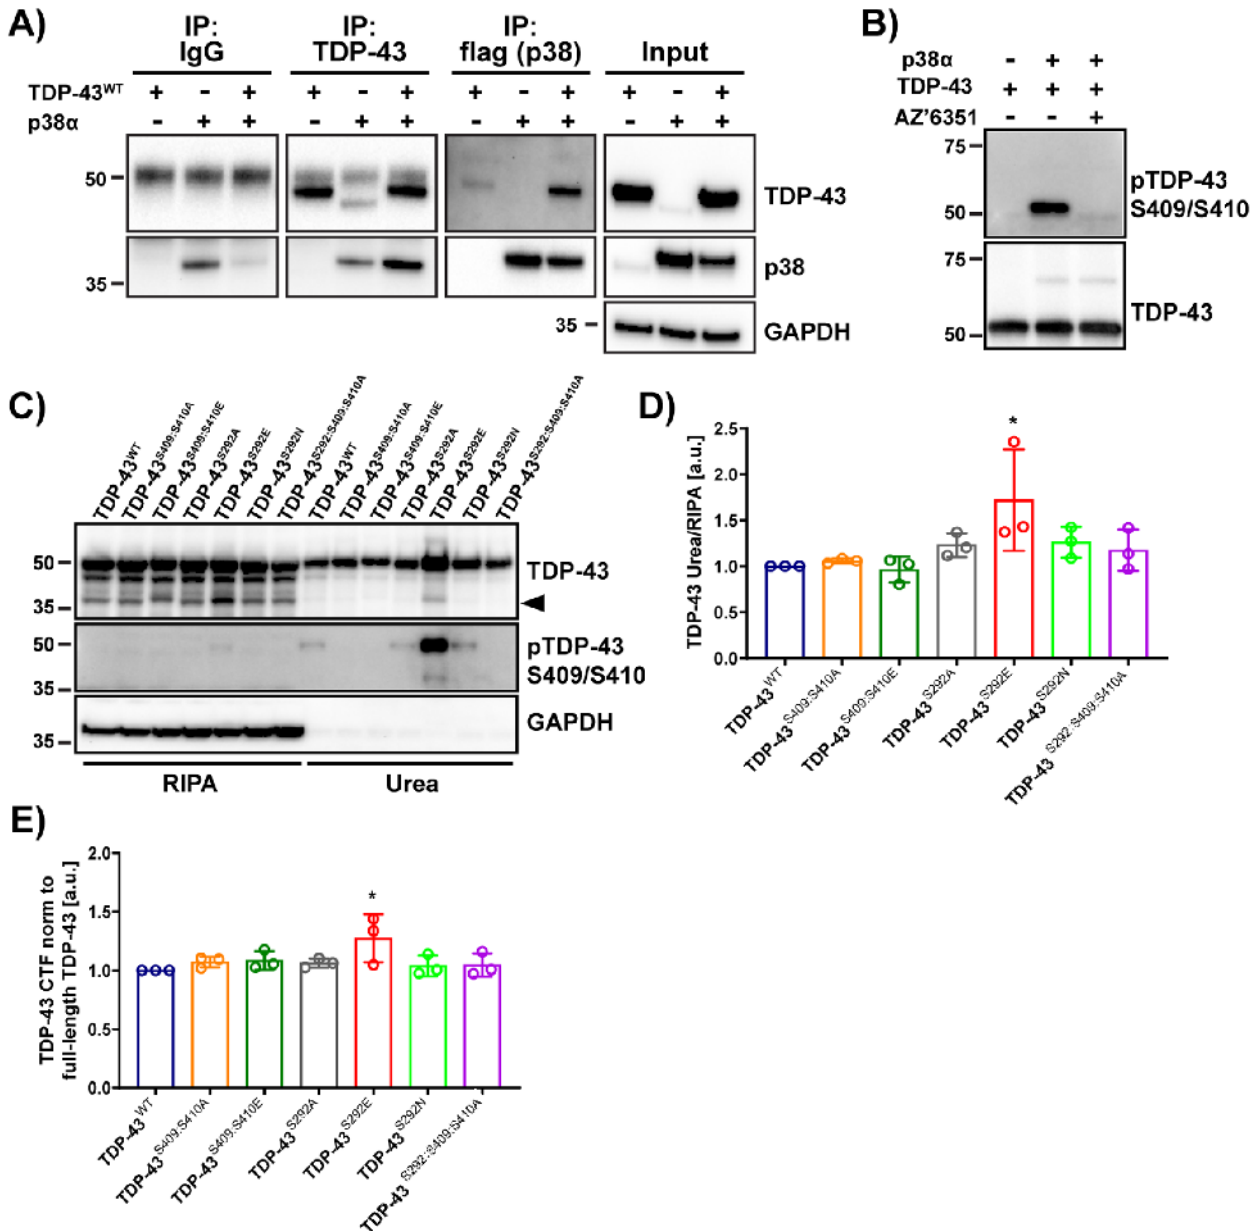 A)
IP:
IgG
IP:
TDP-43
IP:
flag (p38)
Input
TDP-43WT + - + + - + + - + + - +
p38α - + + - + + - + + - + +
50
TDP-43
35
p38
35
GAPDH
B)
p38α - + +
TDP-43 + + +
AZ'6351 +
75
50
pTDP-43
S409/S410
75
50
TDP-43
C)
TDP-43WT
TDP-43S409:S410A
TDP-43S409:S410E
TDP-43S292A
TDP-43S292E
TDP-43S292N
TDP-43S292:S409:S410A
TDP-43WT
TDP-43S409:S410A
TDP-43S409:S410E
TDP-43S292A
TDP-43S292E
TDP-43S292N
TDP-43S292:S409:S410A
50
35
TDP-43
50
35
pTDP-43
S409/S410
35
GAPDH
RIPA
Urea
D)
TDP-43 Urea/RIPA [a.u.]
2.5
2.0
1.5
1.0
0.5
0.0
*
TDP-43WT
TDP-43S409:S410A
TDP-43S409:S410E
TDP-43S292A
TDP-43S292E
TDP-43S292N
TDP-43S292:S409:S410A
E)
TDP-43 CTF norm to
full-length TDP-43 [a.u.]
2.0
1.5
1.0
0.5
0.0
*
TDP-43WT
TDP-43S409:S410A
TDP-43S409:S410E
TDP-43S292A
TDP-43S292E
TDP-43S292N
TDP-43S292:S409:S410A